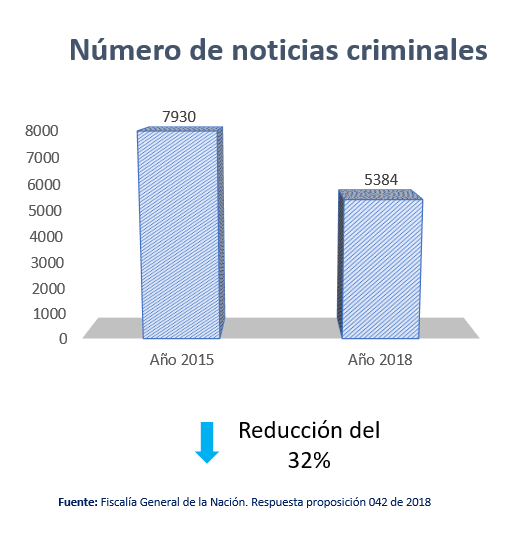 Número de noticias criminales
7930
5384
8000
7000
6000
5000
4000
3000
2000
1000
0
Año 2015
Año 2018
Reducción del
32%
Fuente: Fiscalía General de la Nación. Respuesta proposición 042 de 2018